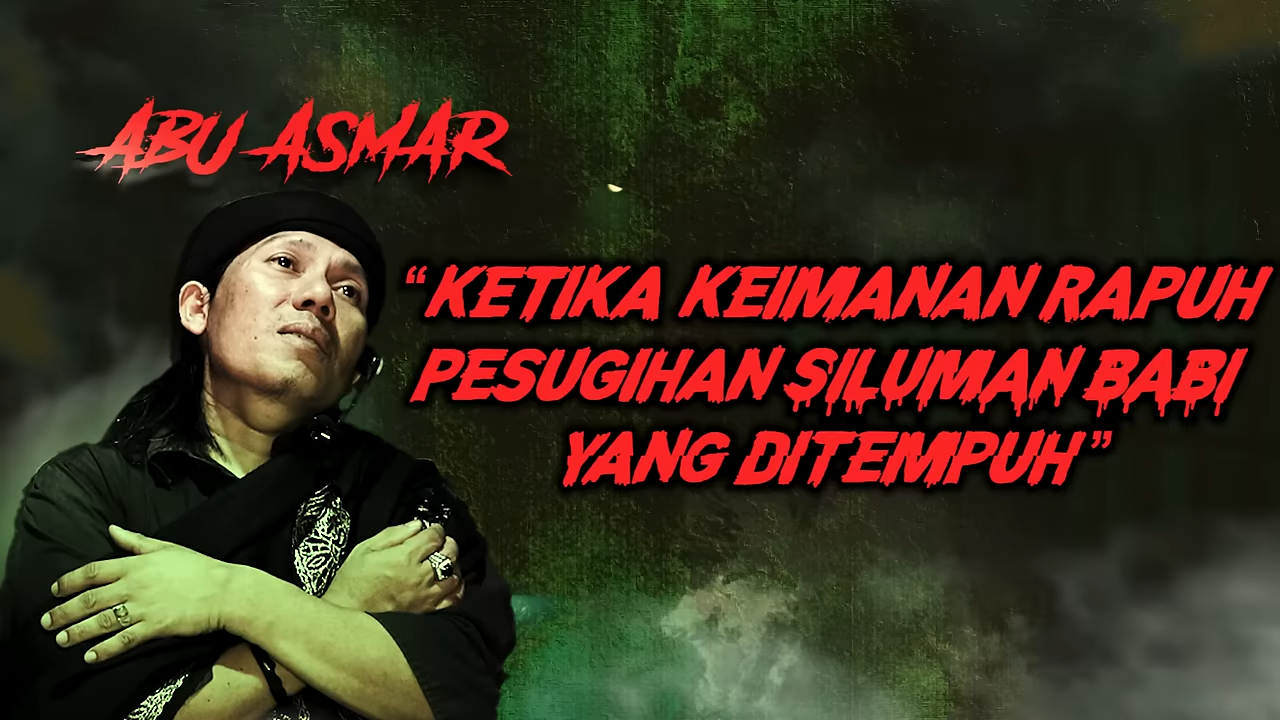 ABU ASMAR
“KETIKA KEIMANAN RAPUH
PESUGIHAN SILUMAN BABI
YANG DITEMPUH”